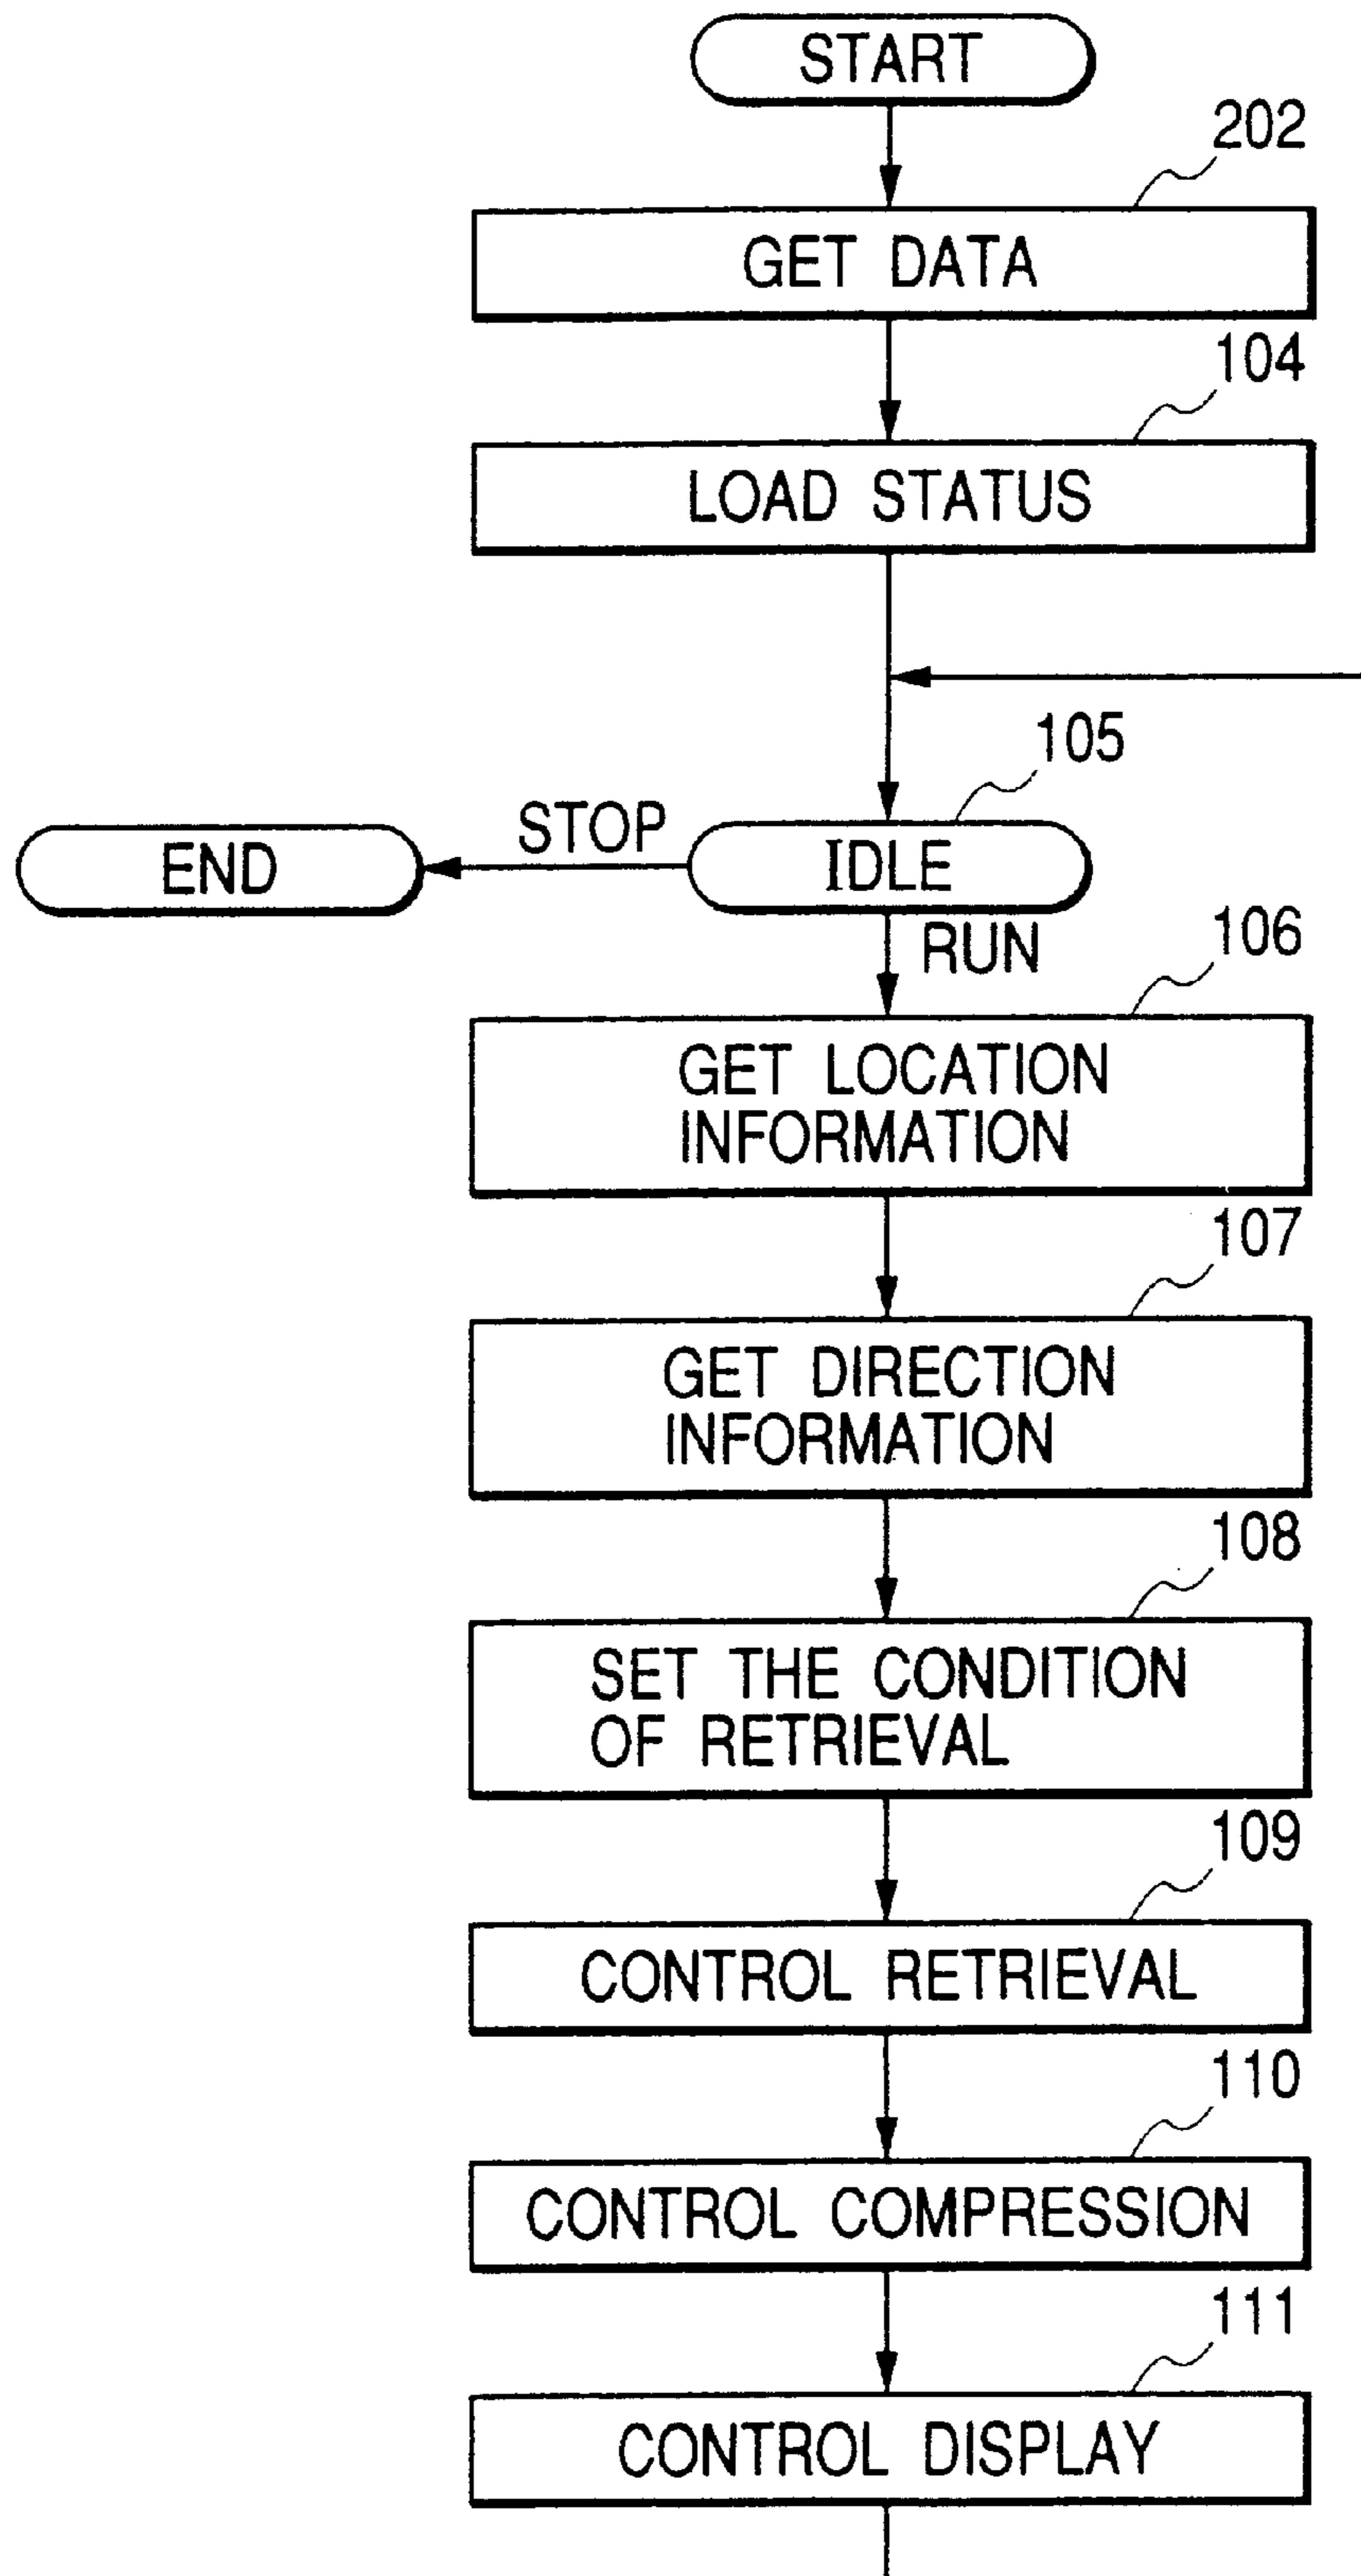 START
202
GET DATA
104
LOAD STATUS
105
STOP
END
IDLE
RUN
106
GET LOCATION
INFORMATION
107
GET DIRECTION
INFORMATION
108
SET THE CONDITION
OF RETRIEVAL
109
CONTROL RETRIEVAL
110
CONTROL COMPRESSION
111
CONTROL DISPLAY